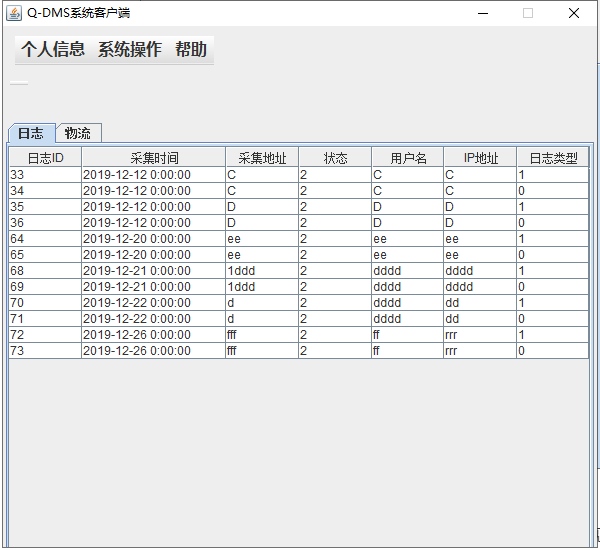 Q-DMS系统客户端
个人信息 系统操作 帮助
日志 物流
日志ID 采集时间 采集地址 状态 用户名 IP地址 日志类型
33 2019-12-12 0:00:00 C 2 C C 1
34 2019-12-12 0:00:00 C 2 C C 0
35 2019-12-12 0:00:00 D 2 D D 1
36 2019-12-12 0:00:00 D 2 D D 0
64 2019-12-20 0:00:00 ee 2 ee ee 1
65 2019-12-20 0:00:00 ee 2 ee ee 0
68 2019-12-21 0:00:00 1ddd 2 dddd dddd 1
69 2019-12-21 0:00:00 1ddd 2 dddd dddd 0
70 2019-12-22 0:00:00 d 2 dddd dd 1
71 2019-12-22 0:00:00 d 2 dddd dd 0
72 2019-12-26 0:00:00 fff 2 ff rrr 1
73 2019-12-26 0:00:00 fff 2 ff rrr 0